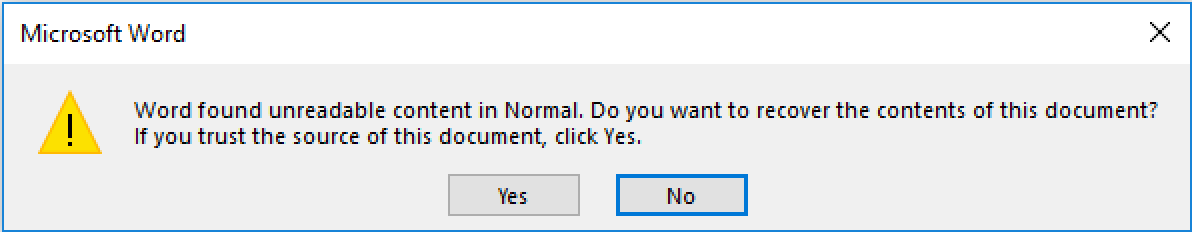 Microsoft Word
Word found unreadable content in Normal. Do you want to recover the contents of this document?
If you trust the source of this document, click Yes.
Yes
No